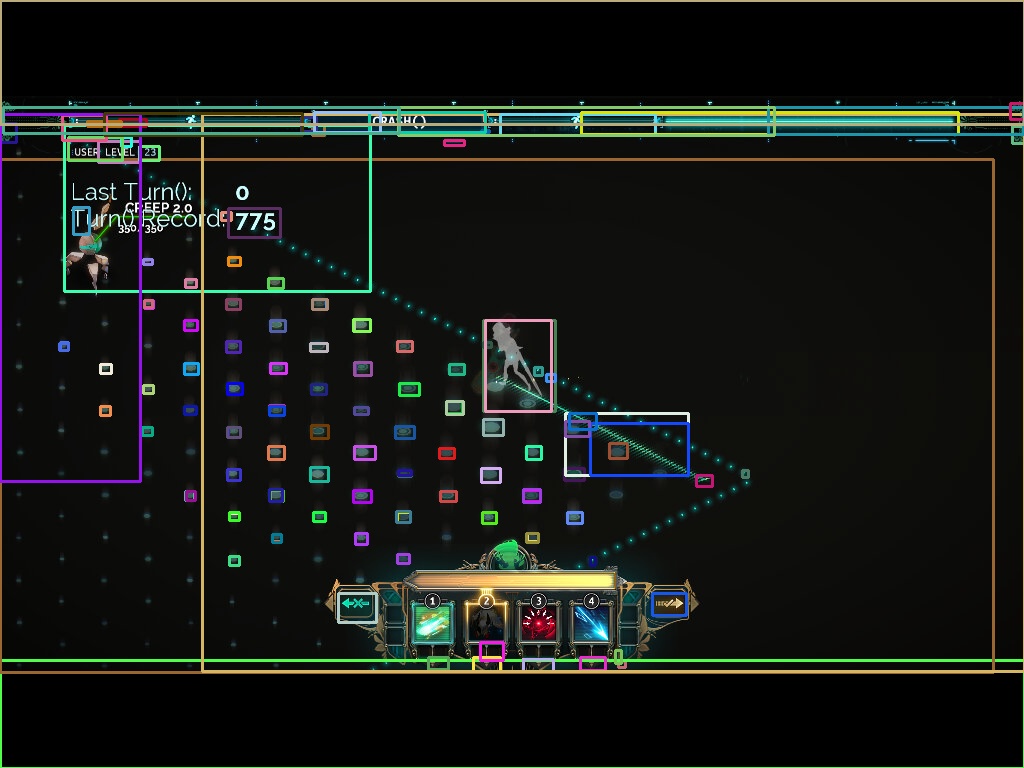 CRASH()
USER LEVEL 23
Last Turn(): 0
CREEP 2.0
Turn() Record: 775
350/350
1 2 3 4